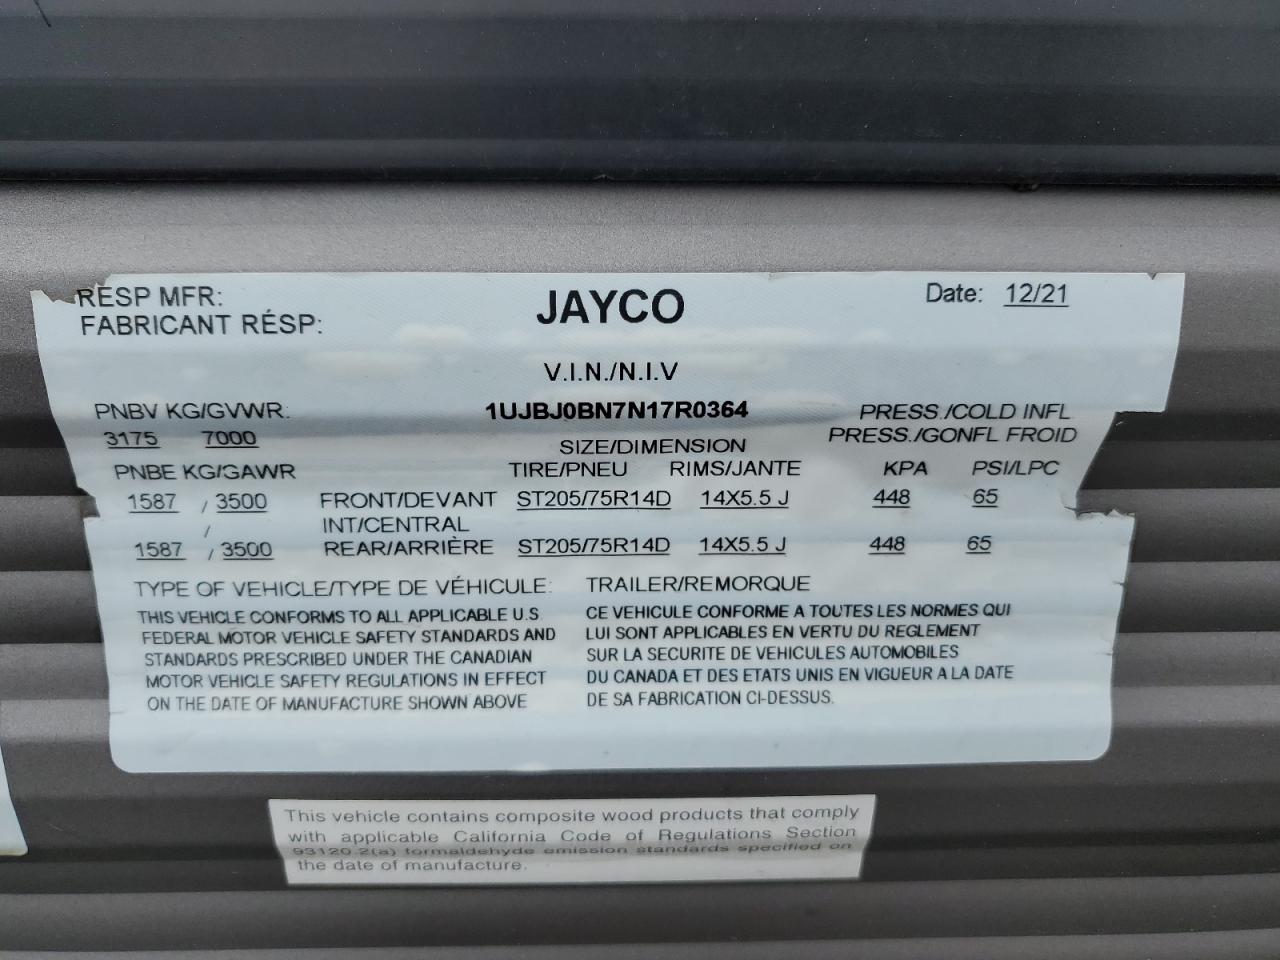 RESP MFR: JAYCO Date: 12/21
FABRICANT RÉSP:
V.I.N./N.I.V
PNBV KG/GVWR: 1UJBJ0BN7N17R0364 PRESS./COLD INFL
3175 7000 SIZE/DIMENSION PRESS./GONFL FROID
PNBE KG/GAWR TIRE/PNEU RIMS/JANTE KPA PSI/LPC
1587 / 3500 FRONT/DEVANT ST205/75R14D 14X5.5 J 448 65
/ INT/CENTRAL
1587 / 3500 REAR/ARRIÈRE ST205/75R14D 14X5.5 J 448 65
TYPE OF VEHICLE/TYPE DE VÉHICULE: TRAILER/REMORQUE
THIS VEHICLE CONFORMS TO ALL APPLICABLE U.S.
FEDERAL MOTOR VEHICLE SAFETY STANDARDS AND
STANDARDS PRESCRIBED UNDER THE CANADIAN
MOTOR VEHICLE SAFETY REGULATIONS IN EFFECT
ON THE DATE OF MANUFACTURE SHOWN ABOVE
CE VEHICULE CONFORME A TOUTES LES NORMES QUI
LUI SONT APPLICABLES EN VERTU DU REGLEMENT
SUR LA SECURITE DE VEHICULES AUTOMOBILES
DU CANADA ET DES ETATS UNIS EN VIGUEUR A LA DATE
DE SA FABRICATION CI-DESSUS.
This vehicle contains composite wood products that comply
with applicable California Code of Regulations Section
93120.2(a) formaldehyde emission standards specified on
the date of manufacture.